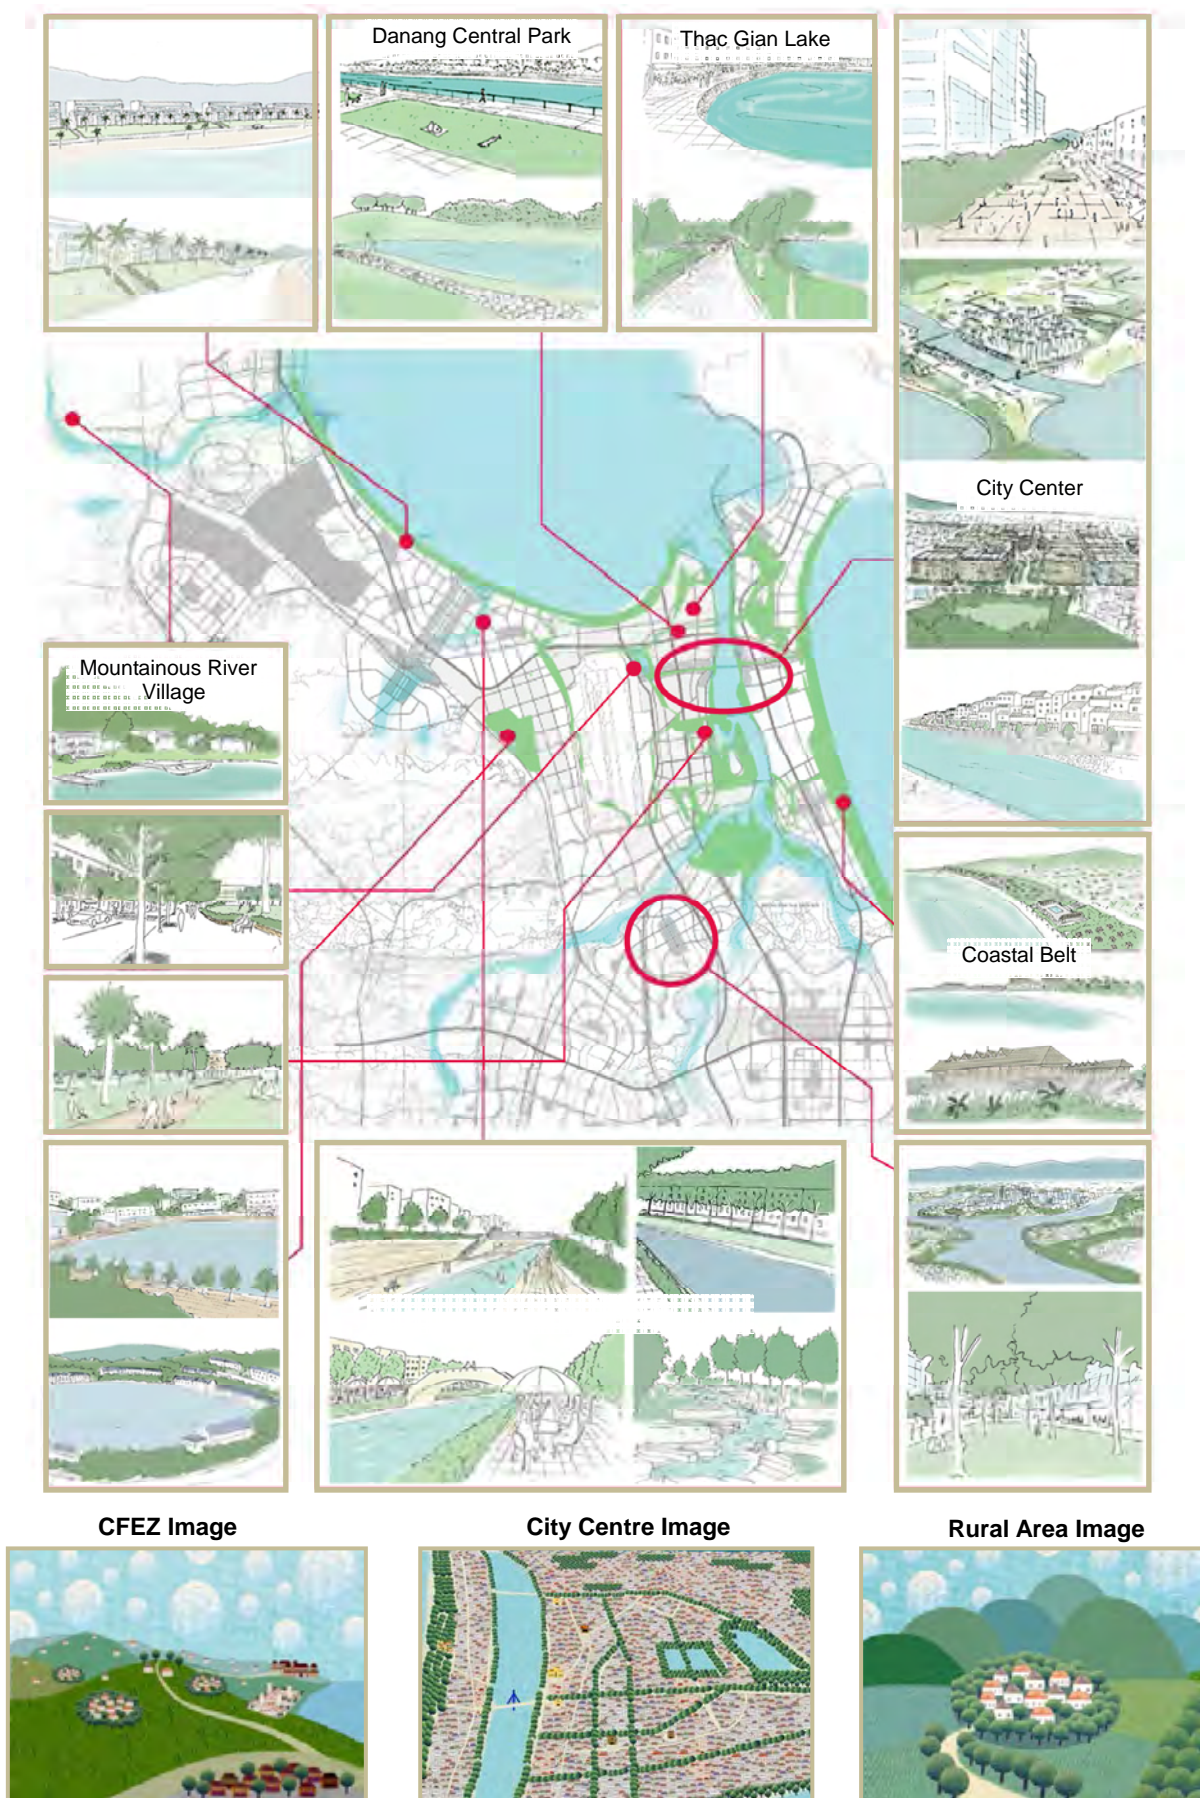 Danang Central Park
Thac Gian Lake
City Center
Mountainous River
Village
Coastal Belt
CFEZ Image
City Centre Image
Rural Area Image